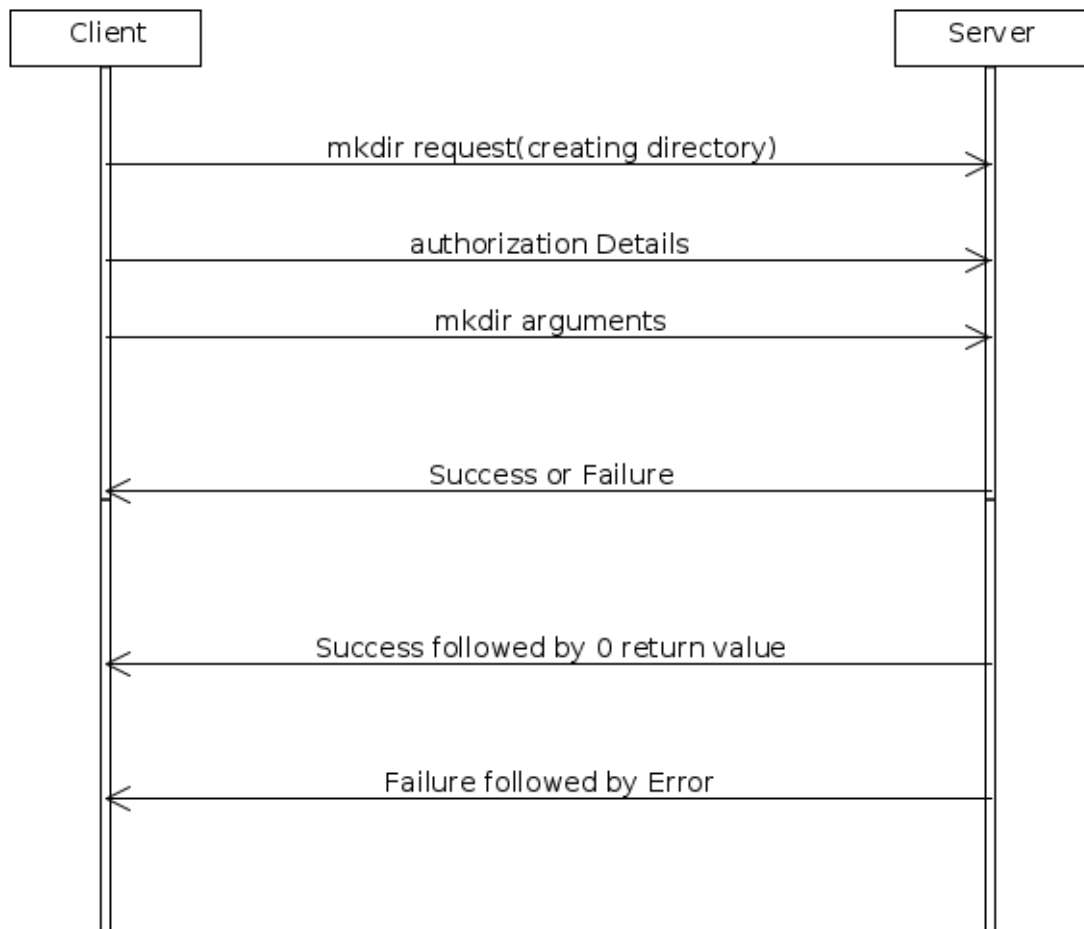 Client
Server
mkdir request(creating directory)
authorization Details
mkdir arguments
Success or Failure
Success followed by 0 return value
Failure followed by Error